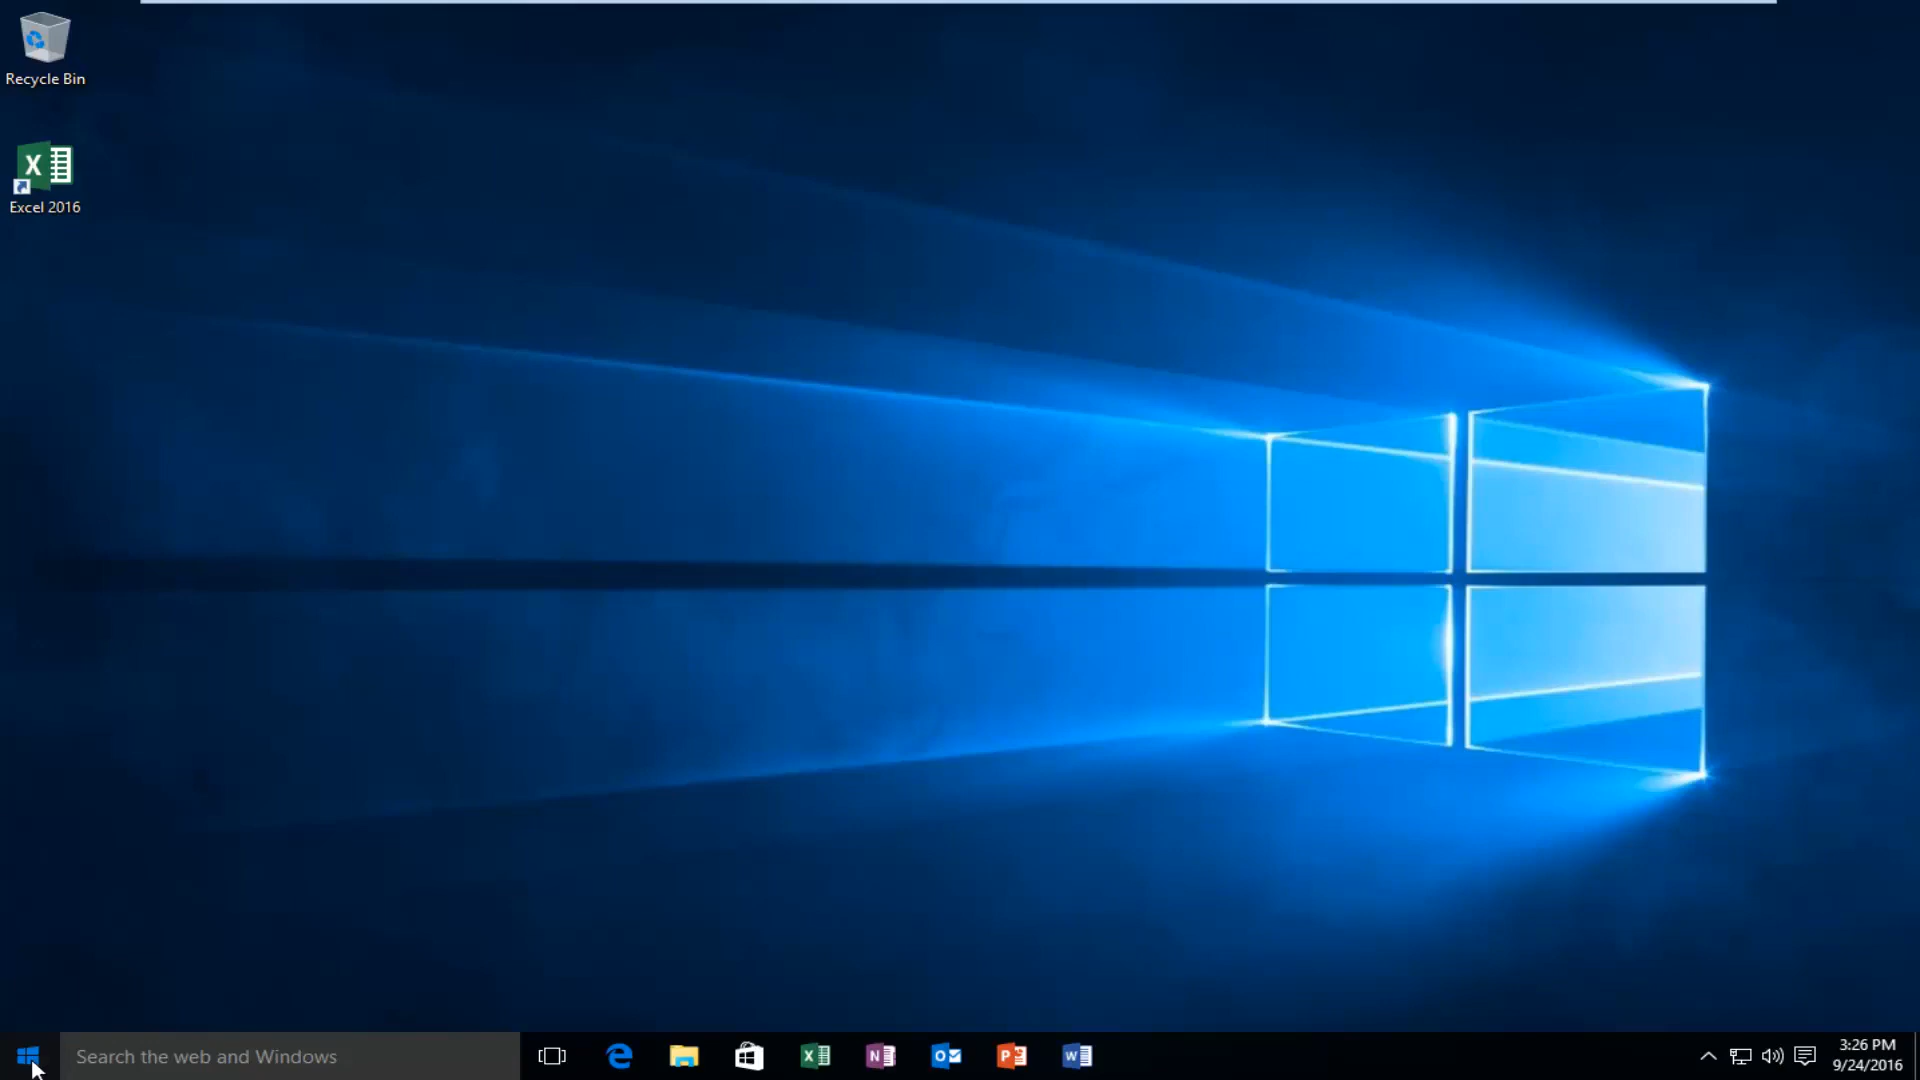 Recycle Bin
Excel 2016
Search the web and Windows
3:26 PM
9/24/2016